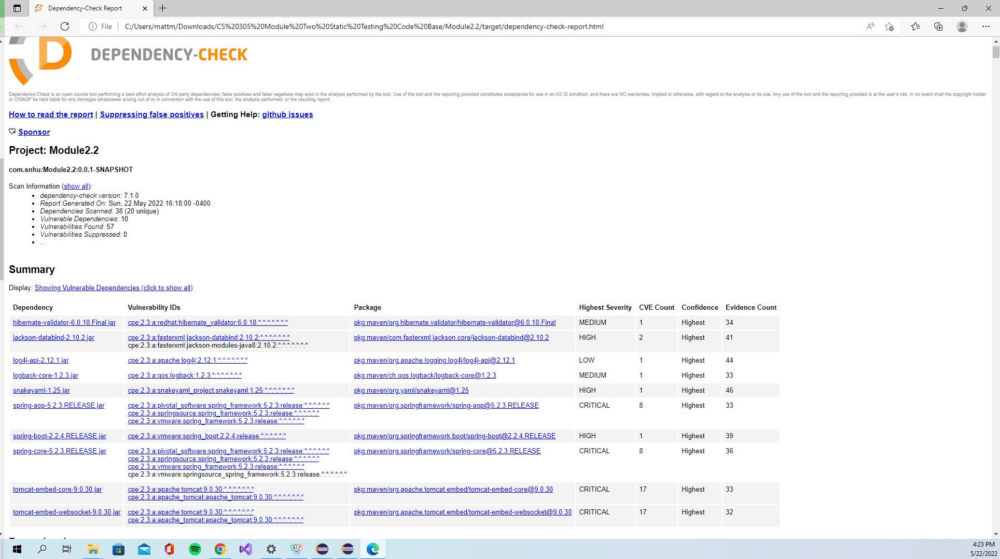 Dependency-Check Report
File
C:/Users/mattm/Downloads/CS%20305%20Module%20Two%20Static%20Testing%20Code%20Base/Module2.2/target/dependency-check-report.html
DEPENDENCY-CHECK
Dependency-Check is an open source tool performing a best effort analysis of 3rd party dependencies; false positives and false negatives may exist in the analysis performed by the tool. Use of the tool and the reporting provided constitutes acceptance for use in an AS IS condition, and there are NO warranties, implied or otherwise, with regard to the analysis or its use. Any use of the tool and the reporting provided is at the user's risk. In no event shall the copyright holder
or OWASP be held liable for any damages whatsoever arising out of or in connection with the use of this tool, the analysis performed, or the resulting report.
How to read the report | Suppressing false positives | Getting Help: github issues
Sponsor
Project: Module2.2
com.snhu:Module2.2:0.0.1-SNAPSHOT
Scan Information (show all):
• dependency-check version: 7.1.0
• Report Generated On: Sun, 22 May 2022 16:18:00 -0400
• Dependencies Scanned: 38 (20 unique)
• Vulnerable Dependencies: 10
• Vulnerabilities Found: 57
• Vulnerabilities Suppressed: 0
• ...
Summary
Display: Showing Vulnerable Dependencies (click to show all)
Dependency Vulnerability IDs Package Highest Severity CVE Count Confidence Evidence Count
hibernate-validator-6.0.18.Final.jar cpe:2.3:a:redhat:hibernate_validator:6.0.18:*:*:*:*:*:*:* pkg:maven/org.hibernate.validator/hibernate-validator@6.0.18.Final MEDIUM 1 Highest 34
jackson-databind-2.10.2.jar cpe:2.3:a:fasterxml:jackson-databind:2.10.2:*:*:*:*:*:*:* pkg:maven/com.fasterxml.jackson.core/jackson-databind@2.10.2 HIGH 2 Highest 41
cpe:2.3:a:fasterxml:jackson-modules-java8:2.10.2:*:*:*:*:*:*:*
log4j-api-2.12.1.jar cpe:2.3:a:apache:log4j:2.12.1:*:*:*:*:*:*:* pkg:maven/org.apache.logging.log4j/log4j-api@2.12.1 LOW 1 Highest 44
logback-core-1.2.3.jar cpe:2.3:a:qos:logback:1.2.3:*:*:*:*:*:*:* pkg:maven/ch.qos.logback/logback-core@1.2.3 MEDIUM 1 Highest 33
snakeyaml-1.25.jar cpe:2.3:a:snakeyaml_project:snakeyaml:1.25:*:*:*:*:*:*:* pkg:maven/org.yaml/snakeyaml@1.25 HIGH 1 Highest 46
spring-aop-5.2.3.RELEASE.jar cpe:2.3:a:pivotal_software:spring_framework:5.2.3:release:*:*:*:*:*:* pkg:maven/org.springframework/spring-aop@5.2.3.RELEASE CRITICAL 8 Highest 33
cpe:2.3:a:springsource:spring_framework:5.2.3:release:*:*:*:*:*:*
cpe:2.3:a:vmware:spring_framework:5.2.3:release:*:*:*:*:*:*
spring-boot-2.2.4.RELEASE.jar cpe:2.3:a:vmware:spring_boot:2.2.4:release:*:*:*:*:*:* pkg:maven/org.springframework.boot/spring-boot@2.2.4.RELEASE HIGH 1 Highest 39
spring-core-5.2.3.RELEASE.jar cpe:2.3:a:pivotal_software:spring_framework:5.2.3:release:*:*:*:*:*:* pkg:maven/org.springframework/spring-core@5.2.3.RELEASE CRITICAL 8 Highest 36
cpe:2.3:a:springsource:spring_framework:5.2.3:release:*:*:*:*:*:*
cpe:2.3:a:vmware:spring_framework:5.2.3:release:*:*:*:*:*:*
cpe:2.3:a:vmware:springsource_spring_framework:5.2.3:release:*:*:*:*:*:*
tomcat-embed-core-9.0.30.jar cpe:2.3:a:apache:tomcat:9.0.30:*:*:*:*:*:*:* pkg:maven/org.apache.tomcat.embed/tomcat-embed-core@9.0.30 CRITICAL 17 Highest 33
cpe:2.3:a:apache_tomcat:apache_tomcat:9.0.30:*:*:*:*:*:*:*
tomcat-embed-websocket-9.0.30.jar cpe:2.3:a:apache:tomcat:9.0.30:*:*:*:*:*:*:* pkg:maven/org.apache.tomcat.embed/tomcat-embed-websocket@9.0.30 CRITICAL 17 Highest 32
cpe:2.3:a:apache_tomcat:apache_tomcat:9.0.30:*:*:*:*:*:*:*
4:23 PM
5/22/2022